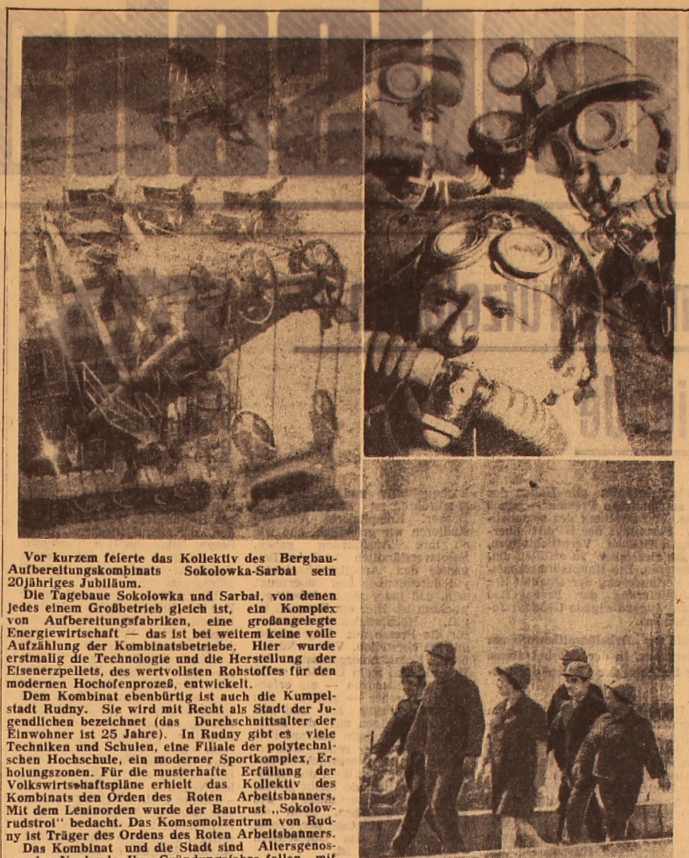 Vor kurzem feierte das Kollektiv des Bergbau-
Aufbereitungskombinats Sokolowka-Sarbai sein
20jähriges Jubiläum.
Die Tagebaue Sokolowka und Sarbai, von denen
jedes einem Großbetrieb gleich ist, ein Komplex
von Aufbereitungsfabriken, eine großangelegte
Energiewirtschaft — das ist bei weitem keine volle
Aufzählung der Kombinatsbetriebe. Hier wurde
erstmalig die Technologie und die Herstellung der
Eisenerzpellets, des wertvollsten Rohstoffes für den
modernen Hochofenprozeß, entwickelt.
Dem Kombinat ebenbürtig ist auch die Kumpel-
stadt Rudny. Sie wird mit Recht als Stadt der Ju-
gendlichen bezeichnet (das Durchschnittsalter der
Einwohner ist 25 Jahre). In Rudny gibt es viele
Techniken und Schulen, eine Filiale der polytechni-
schen Hochschule, ein moderner Sportkomplex, Er-
holungszonen. Für die musterhafte Erfüllung der
Volkswirtschaftspläne erhielt das Kollektiv des
Kombinats den Orden des Roten Arbeitsbanners.
Mit dem Leninorden wurde der Bautrust „Sokolow-
rudstroi" bedacht. Das Komsomolzentrum von Rud-
ny ist Träger des Ordens des Roten Arbeitsbanners.
Das Kombinat und die Stadt sind Altersgenos-